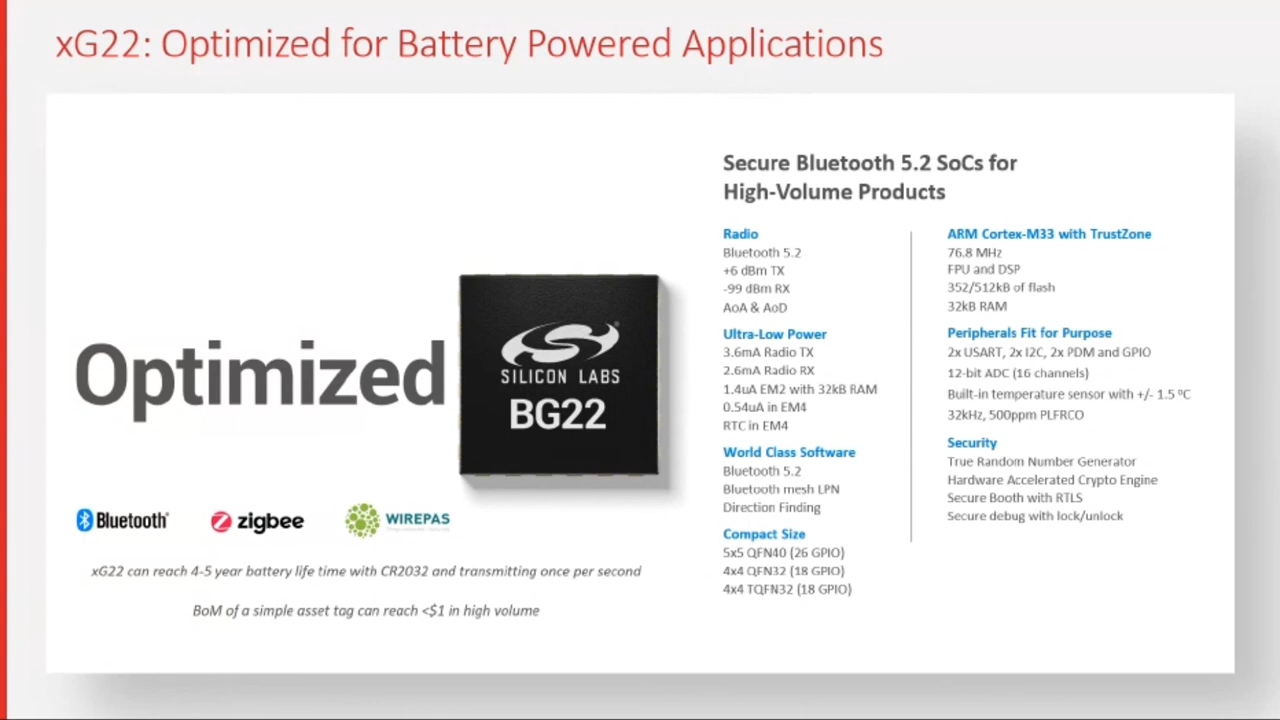 xG22: Optimized for Battery Powered Applications
Optimized
SILICON LABS
BG22
Bluetooth®
zigbee
WIREPAS
xG22 can reach 4-5 year battery life time with CR2032 and transmitting once per second
BoM of a simple asset tag can reach <$1 in high volume
Secure Bluetooth 5.2 SoCs for
High-Volume Products
Radio
Bluetooth 5.2
+6 dBm TX
-99 dBm RX
AoA & AoD
Ultra-Low Power
3.6mA Radio TX
2.6mA Radio RX
1.4uA EM2 with 32kB RAM
0.54uA in EM4
RTC in EM4
World Class Software
Bluetooth 5.2
Bluetooth mesh LPN
Direction Finding
Compact Size
5x5 QFN40 (26 GPIO)
4x4 QFN32 (18 GPIO)
4x4 TQFN32 (18 GPIO)
ARM Cortex-M33 with TrustZone
76.8 MHz
FPU and DSP
352/512kB of flash
32kB RAM
Peripherals Fit for Purpose
2x USART, 2x I2C, 2x PDM and GPIO
12-bit ADC (16 channels)
Built-in temperature sensor with +/- 1.5 ºC
32kHz, 500ppm PLFRCO
Security
True Random Number Generator
Hardware Accelerated Crypto Engine
Secure Booth with RTLS
Secure debug with lock/unlock